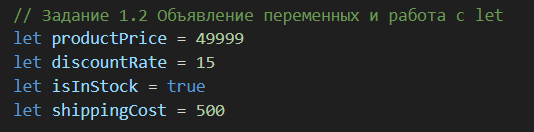 // Задание 1.2 Объявление переменных и работа с let
let productPrice = 49999
let discountRate = 15
let isInStock = true
let shippingCost = 500